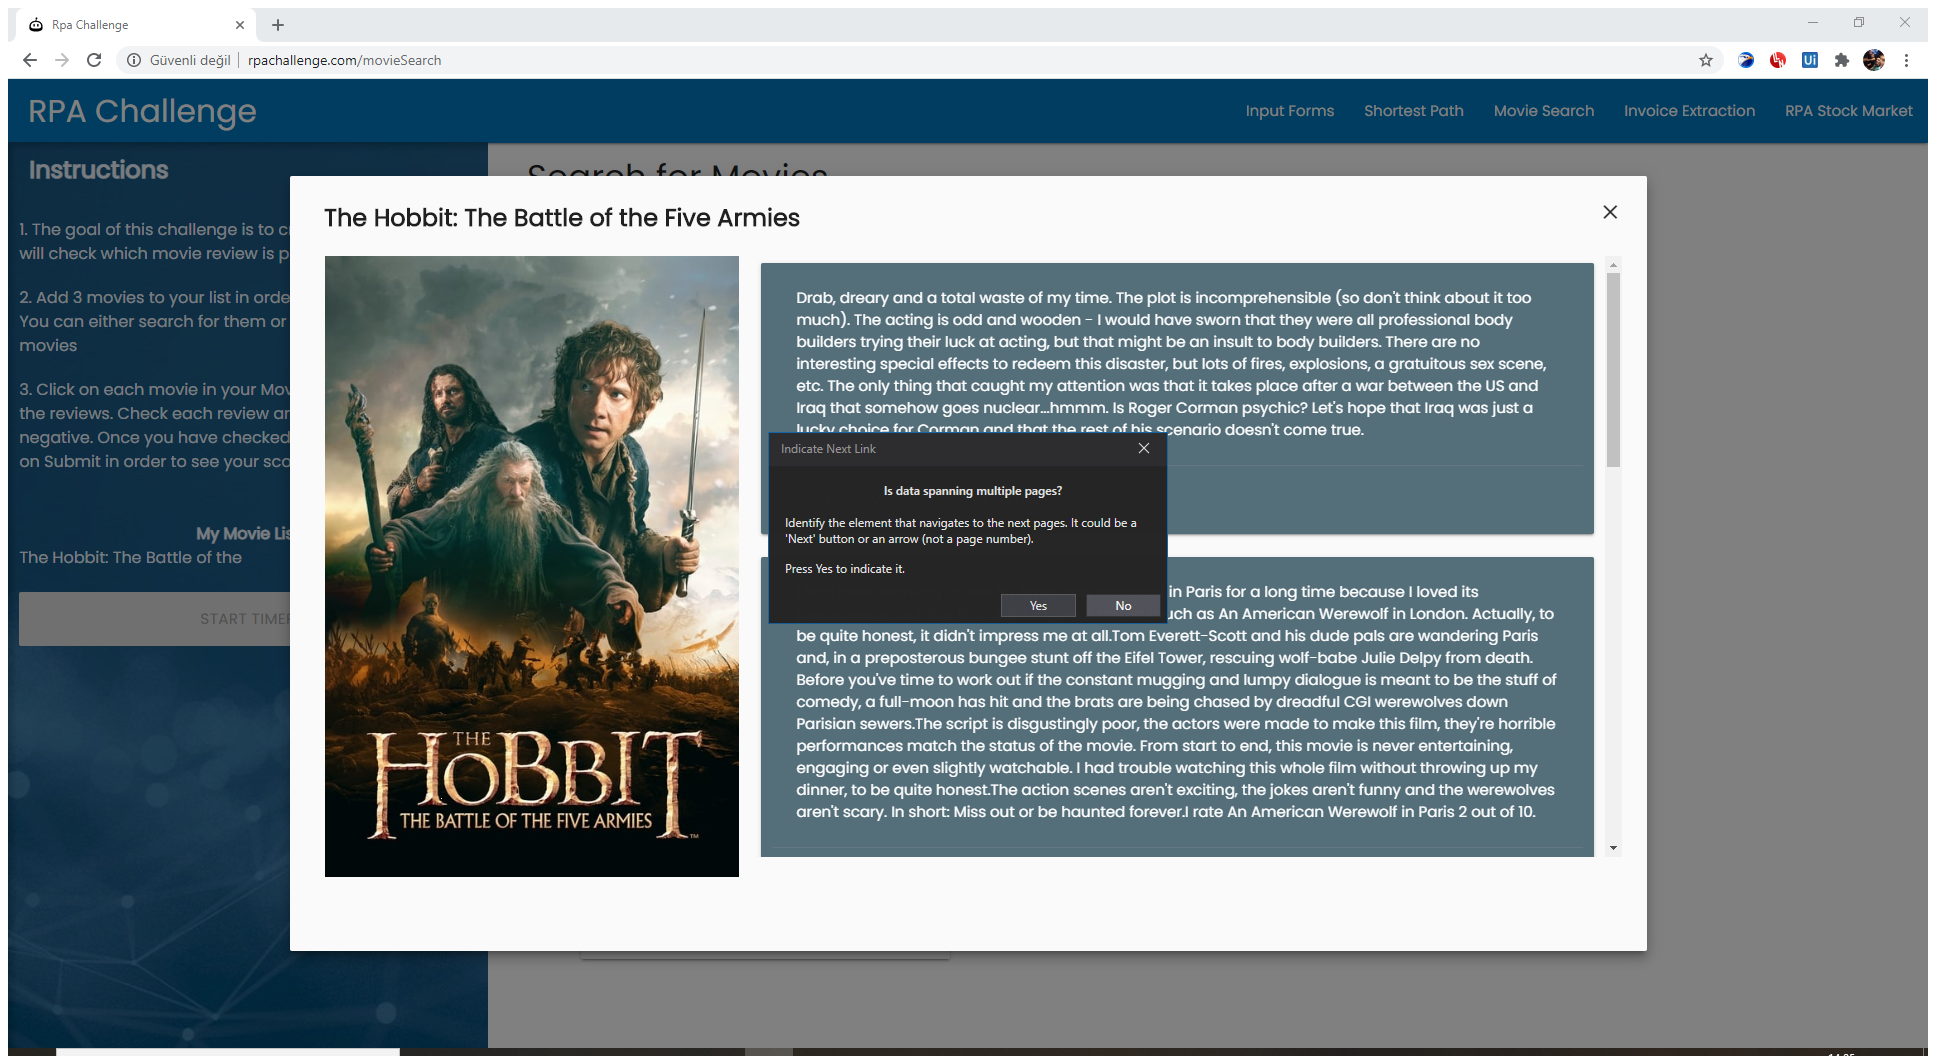 Rpa Challenge
Güvenli değil | rpachallenge.com/movieSearch
Ui
RPA Challenge
Input Forms Shortest Path Movie Search Invoice Extraction RPA Stock Market
Instructions
Search for Movies
1. The goal of this challenge is to
will check which movie review is
2. Add 3 movies to your list in
You can either search for them or
movies
3. Click on each movie in your
the reviews. Check each review
negative. Once you have checked
on Submit in order to see your
My Movie
The Hobbit: The Battle of the
START
The Hobbit: The Battle of the Five Armies
THE
HOBBIT
THE BATTLE OF THE FIVE ARMIES
Drab, dreary and a total waste of my time. The plot is incomprehensible (so don't think about it too
much). The acting is odd and wooden - I would have sworn that they were all professional body
builders trying their luck at acting, but that might be an insult to body builders. There are no
interesting special effects to redeem this disaster, but lots of fires, explosions, a gratuitous sex scene,
etc. The only thing that caught my attention was that it takes place after a war between the US and
Iraq that somehow goes nuclear...hmmm. Is Roger Corman psychic? Let's hope that Iraq was just a
lucky choice for Corman and that the rest of his scenario doesn't come true.
Indicate Next Link
Is data spanning multiple pages?
Identify the element that navigates to the next pages. It could be a
'Next' button or an arrow (not a page number).
Press Yes to indicate it.
Yes No
in Paris for a long time because I loved its
as An American Werewolf in London. Actually, to
be quite honest, it didn't impress me at all.Tom Everett-Scott and his dude pals are wandering Paris
and, in a preposterous bungee stunt off the Eifel Tower, rescuing wolf-babe Julie Delpy from death.
Before you've time to work out if the constant mugging and lumpy dialogue is meant to be the stuff of
comedy, a full-moon has hit and the brats are being chased by dreadful CGI werewolves down
Parisian sewers.The script is disgustingly poor, the actors were made to make this film, they're horrible
performances match the status of the movie. From start to end, this movie is never entertaining,
engaging or even slightly watchable. I had trouble watching this whole film without throwing up my
dinner, to be quite honest.The action scenes aren't exciting, the jokes aren't funny and the werewolves
aren't scary. In short: Miss out or be haunted forever.I rate An American Werewolf in Paris 2 out of 10.